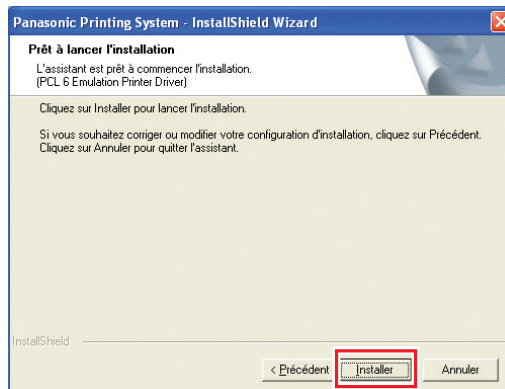 Panasonic Printing System - InstallShield Wizard
Prêt à lancer l'installation
L'assistant est prêt à commencer l'installation.
(PCL 6 Emulation Printer Driver)
Cliquez sur Installer pour lancer l'installation.
Si vous souhaitez corriger ou modifier votre configuration d'installation, cliquez sur Précédent.
Cliquez sur Annuler pour quitter l'assistant.
InstallShield
< Précédent
Installer
Annuler